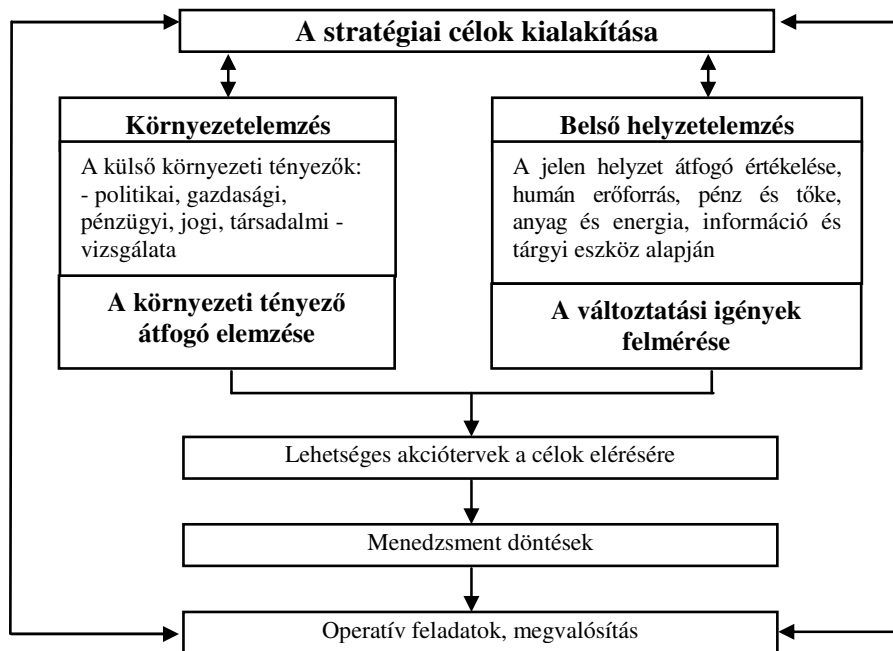 A stratégiai célok kialakítása
Környezetelemzés
A külső környezeti tényezők:
- politikai, gazdasági,
pénzügyi, jogi, társadalmi -
vizsgálata
A környezeti tényező
átfogó elemzése
Belső helyzetelemzés
A jelen helyzet átfogó értékelése,
humán erőforrás, pénz és tőke,
anyag és energia, információ és
tárgyi eszköz alapján
A változtatási igények
felmérése
Lehetséges akciótervek a célok elérésére
Menedzsment döntések
Operatív feladatok, megvalósítás